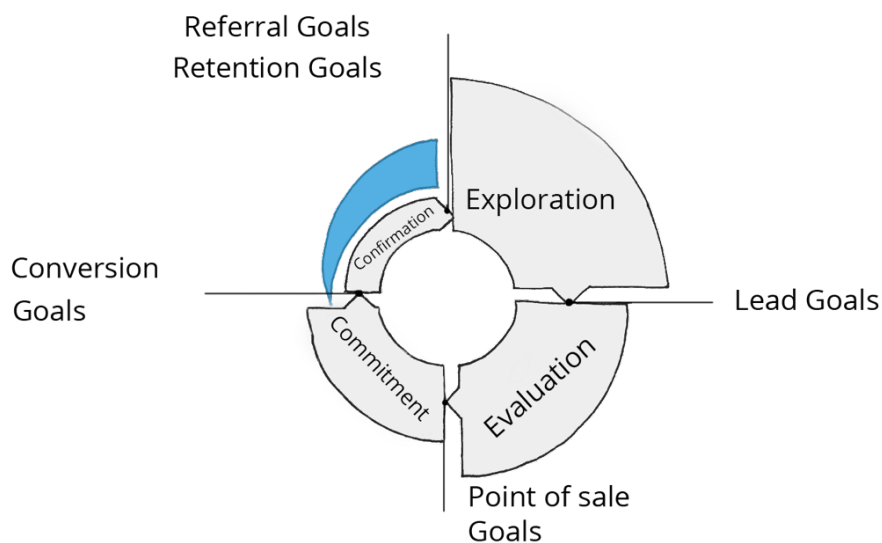 Referral Goals
Retention Goals
Exploration
Confirmation
Conversion
Goals
Lead Goals
Commitment
Evaluation
Point of sale
Goals